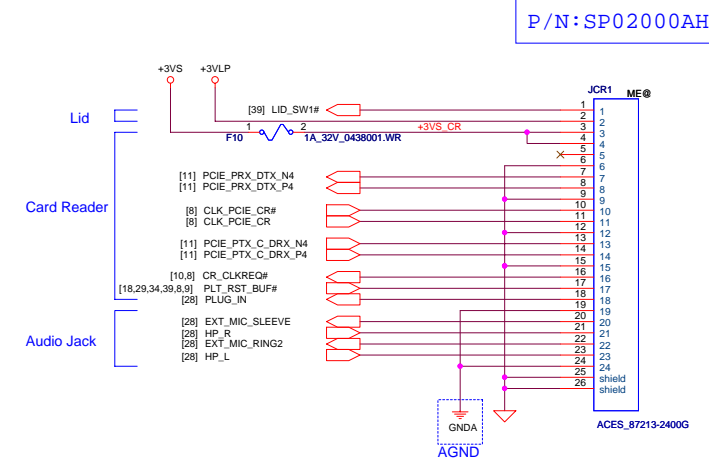 P/N:SP02000AH
+3VS +3VLP
JCR1 ME@
Lid
[39] LID_SW1# 1 1
2 2
F10 1 2 1A_32V_0438001.WR +3VS_CR 3 3
4 4
5 5
6 6
Card Reader
[11] PCIE_PRX_DTX_N4 7 7
[11] PCIE_PRX_DTX_P4 8 8
9 9
[8] CLK_PCIE_CR# 10 10
[8] CLK_PCIE_CR 11 11
12 12
[11] PCIE_PTX_C_DRX_N4 13 13
[11] PCIE_PTX_C_DRX_P4 14 14
15 15
[10,8] CR_CLKREQ# 16 16
[18,29,34,39,8,9] PLT_RST_BUF# 17 17
[28] PLUG_IN 18 18
19 19
Audio Jack
[28] EXT_MIC_SLEEVE 20 20
[28] HP_R 21 21
[28] EXT_MIC_RING2 22 22
[28] HP_L 23 23
24 24
25 shield
26 shield
GNDA
AGND
ACES_87213-2400G